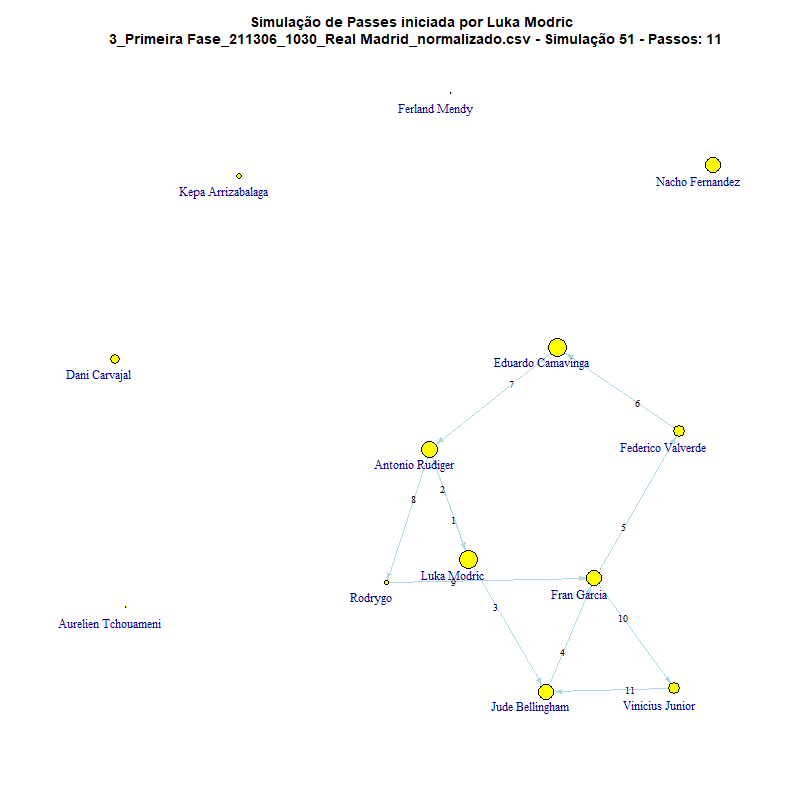 Simulação de Passes iniciada por Luka Modric
3_Primeira Fase_211306_1030_Real Madrid_normalizado.csv - Simulação 51 - Passos: 11
Ferland Mendy
Nacho Fernandez
Kepa Arrizabalaga
Eduardo Camavinga
Dani Carvajal
7
6
Federico Valverde
Antonio Rudiger
2
8
1
5
Luka Modric
9
Fran Garcia
Rodrygo
3
10
Aurelien Tchouameni
4
11
Jude Bellingham
Vinicius Junior